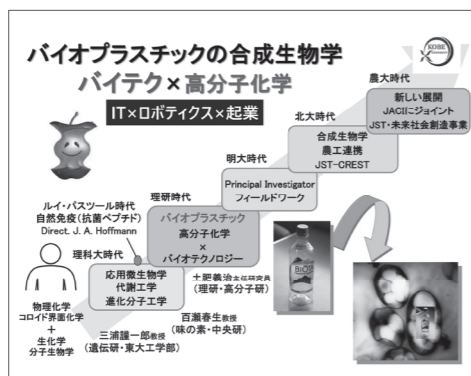 バイオプラスチックの合成生物学
バイテク×高分子化学
IT×ロボティクス×起業
KOBE
農大時代
新しい展開
JACIにジョイント
JST・未来社会創造事業
北大時代
合成生物学
農工連携
JST-CREST
明大時代
Principal Investigator
フィールドワーク
理研時代
バイオプラスチック
高分子化学
×
バイオテクノロジー
土肥義治主任研究員
(理研・高分子研)
ルイ・パスツール時代
自然免疫(抗菌ペプチド)
Direct. J. A. Hoffmann
理科大時代
応用微生物学
代謝工学
進化分子工学
百瀬春生教授
(味の素・中央研)
物理化学
コロイド界面化学
+
生化学
分子生物学
三浦謹一郎教授
(遺伝研・東大工学部)
BIOS